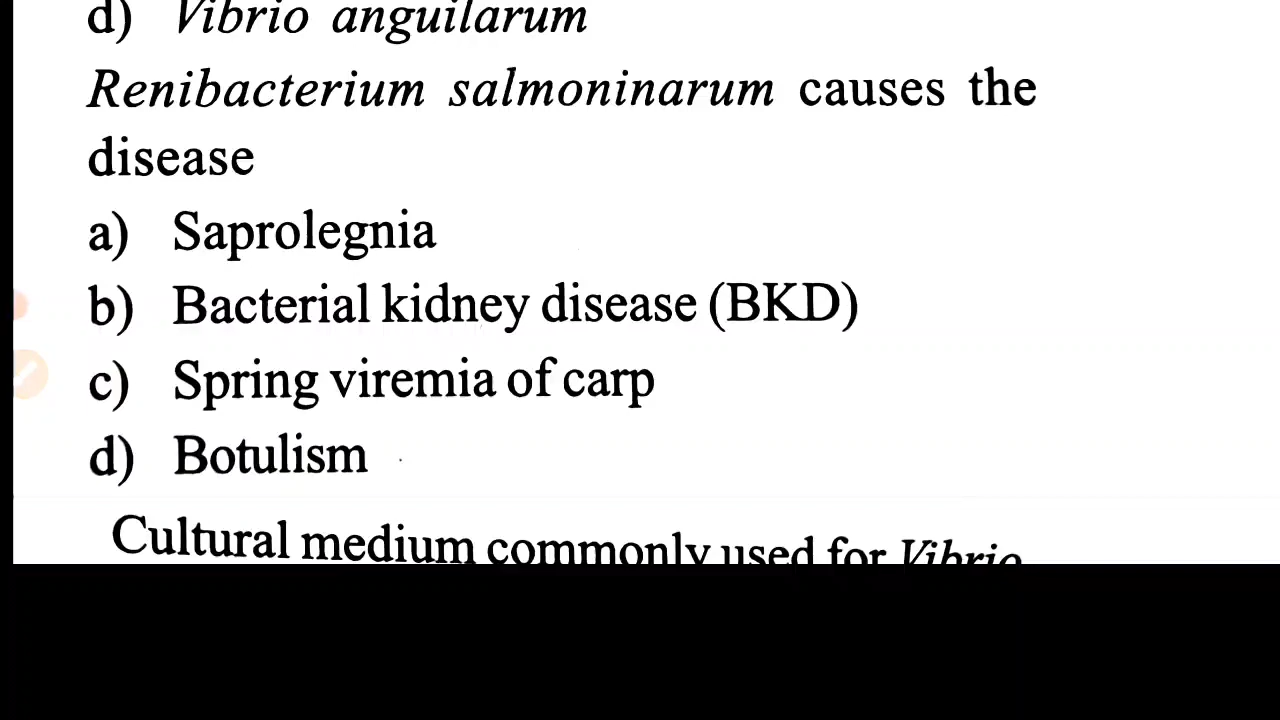 d) Vibrio anguilarum
Renibacterium salmoninarum causes the
disease
a) Saprolegnia
b) Bacterial kidney disease (BKD)
c) Spring viremia of carp
d) Botulism
Cultural medium commonly used for Vibrio